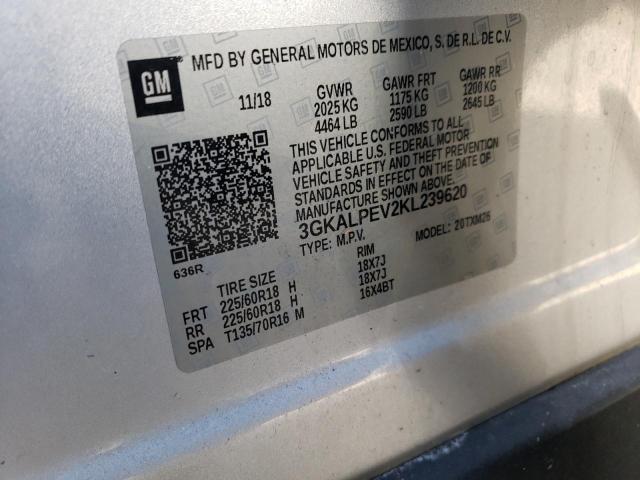 GM
MFD BY GENERAL MOTORS DE MEXICO, S. DE R.L. DE C.V.
11/18 GVWR GAWR FRT GAWR RR
2025 KG 1175 KG 1200 KG
4464 LB 2590 LB 2645 LB
THIS VEHICLE CONFORMS TO ALL
APPLICABLE U.S. FEDERAL MOTOR
VEHICLE SAFETY AND THEFT PREVENTION
STANDARDS IN EFFECT ON THE DATE OF
MANUFACTURE SHOWN ABOVE.
3GKALPEV2KL239620
TYPE: M.P.V. 20TXM26
636R
TIRE SIZE RIM
FRT 225/60R18 H 18X7J
RR 225/60R18 H 18X7J
SPA T135/70R16 M 16X4BT